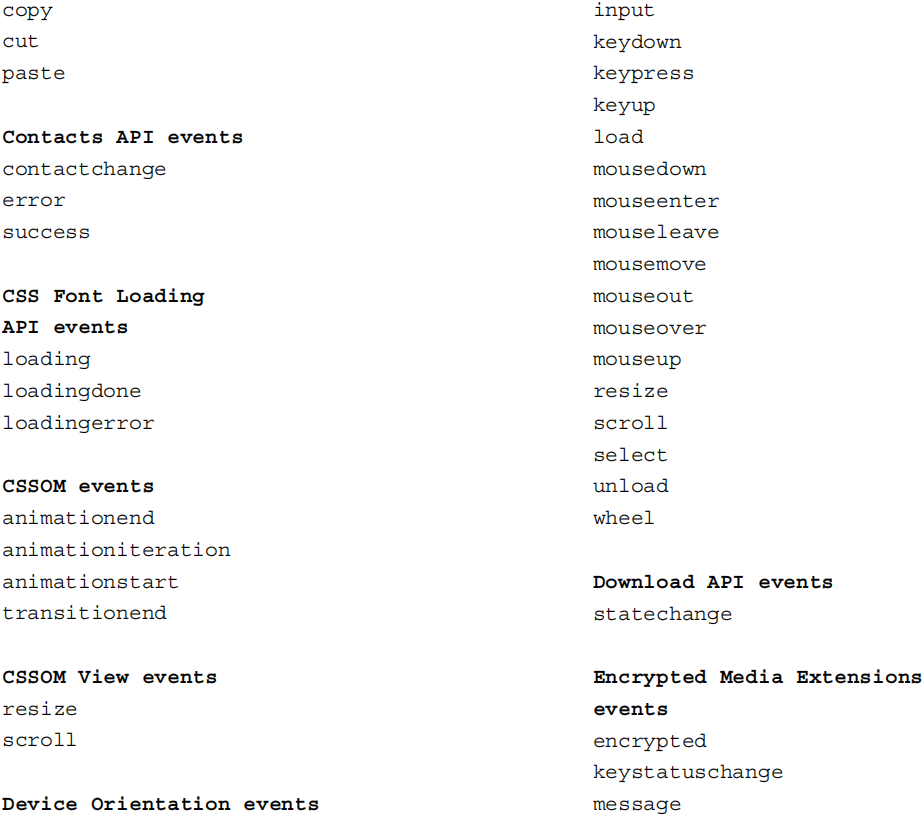 copy
cut
paste
Contacts API events
contactchange
error
success
CSS Font Loading
API events
loading
loadingdone
loadingerror
CSSOM events
animationend
animationiteration
animationstart
transitionend
CSSOM View events
resize
scroll
Device Orientation events
input
keydown
keypress
keyup
load
mousedown
mouseenter
mouseleave
mousemove
mouseout
mouseover
mouseup
resize
scroll
select
unload
wheel
Download API events
statechange
Encrypted Media Extensions
events
encrypted
keystatuschange
message